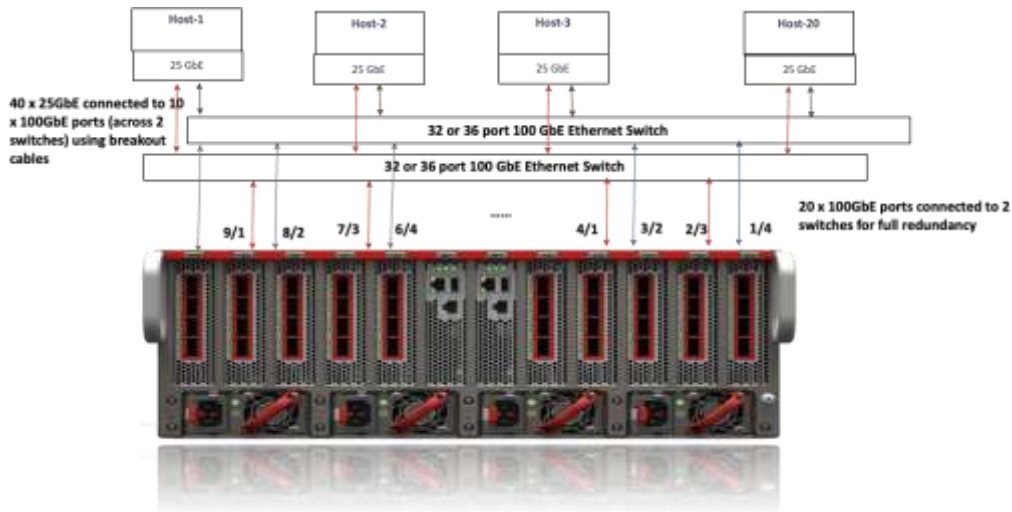 Host-1
Host-2
Host-3
Host-20
25 GbE
25 GbE
25 GbE
25 GbE
40 x 25GbE connected to 10
x 100GbE ports (across 2
switches) using breakout
cables
32 or 36 port 100 GbE Ethernet Switch
32 or 36 port 100 GbE Ethernet Switch
20 x 100GbE ports connected to 2
switches for full redundancy
......
9/1
8/2
7/3
6/4
4/1
3/2
2/3
1/4